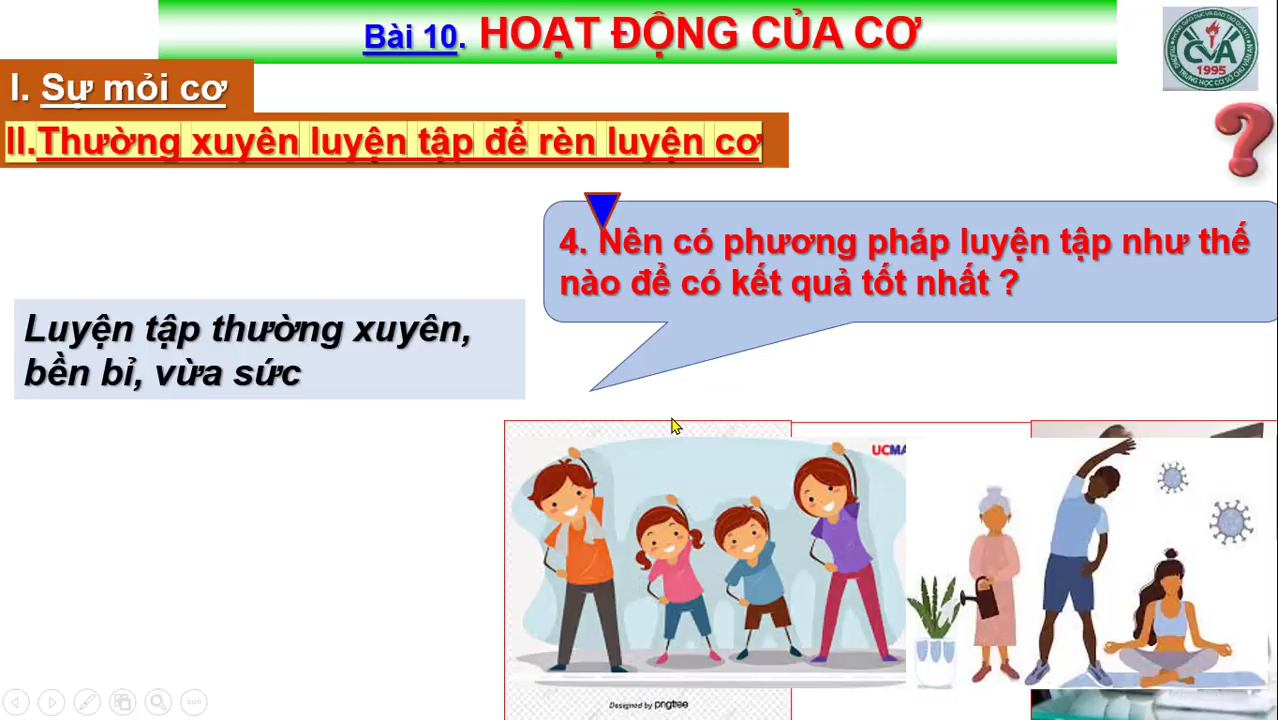 Bài 10. HOẠT ĐỘNG CỦA CƠ
CVA
1995
I. Sự mỏi cơ
II.Thường xuyên luyện tập để rèn luyện cơ
4. Nên có phương pháp luyện tập như thế
nào để có kết quả tốt nhất ?
Luyện tập thường xuyên,
bền bỉ, vừa sức
Designed by pngtree